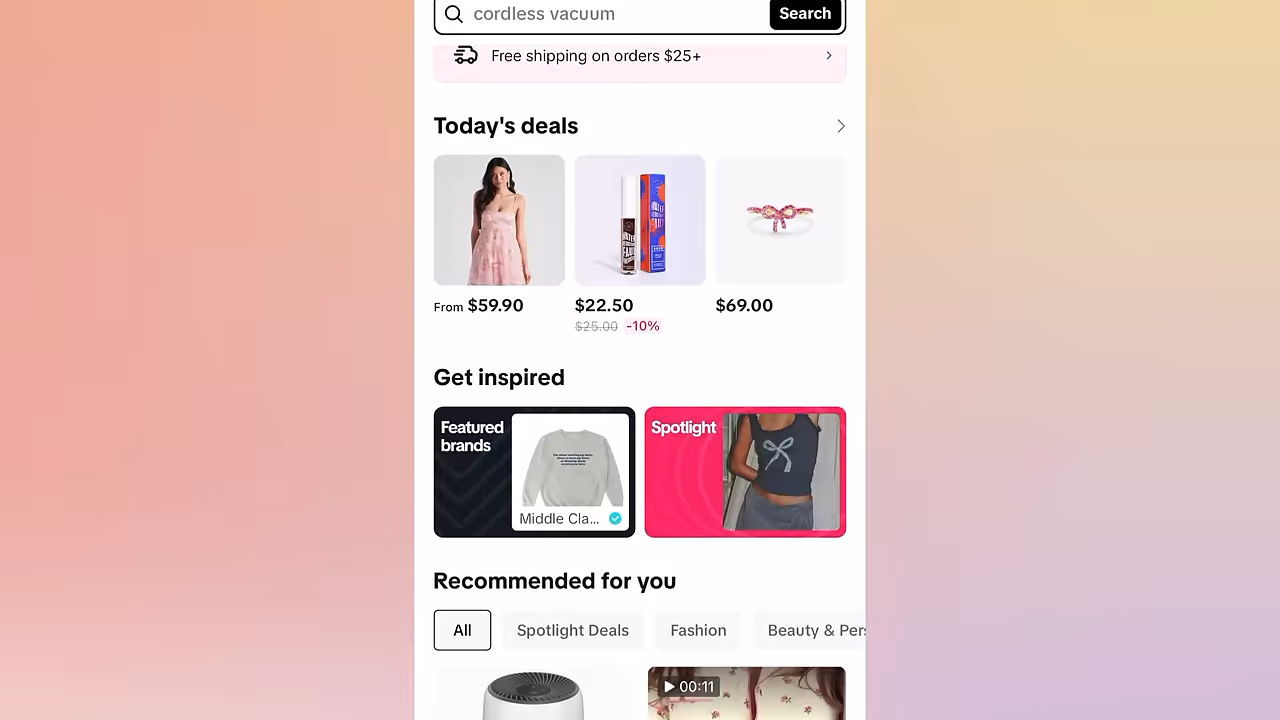 cordless vacuum
Search
Free shipping on orders $25+
Today's deals
From $59.90
$22.50
$69.00
$25.00 -10%
Get inspired
Featured
brands
Spotlight
Middle Cla...
Recommended for you
All
Spotlight Deals
Fashion
Beauty & Pers
00:11